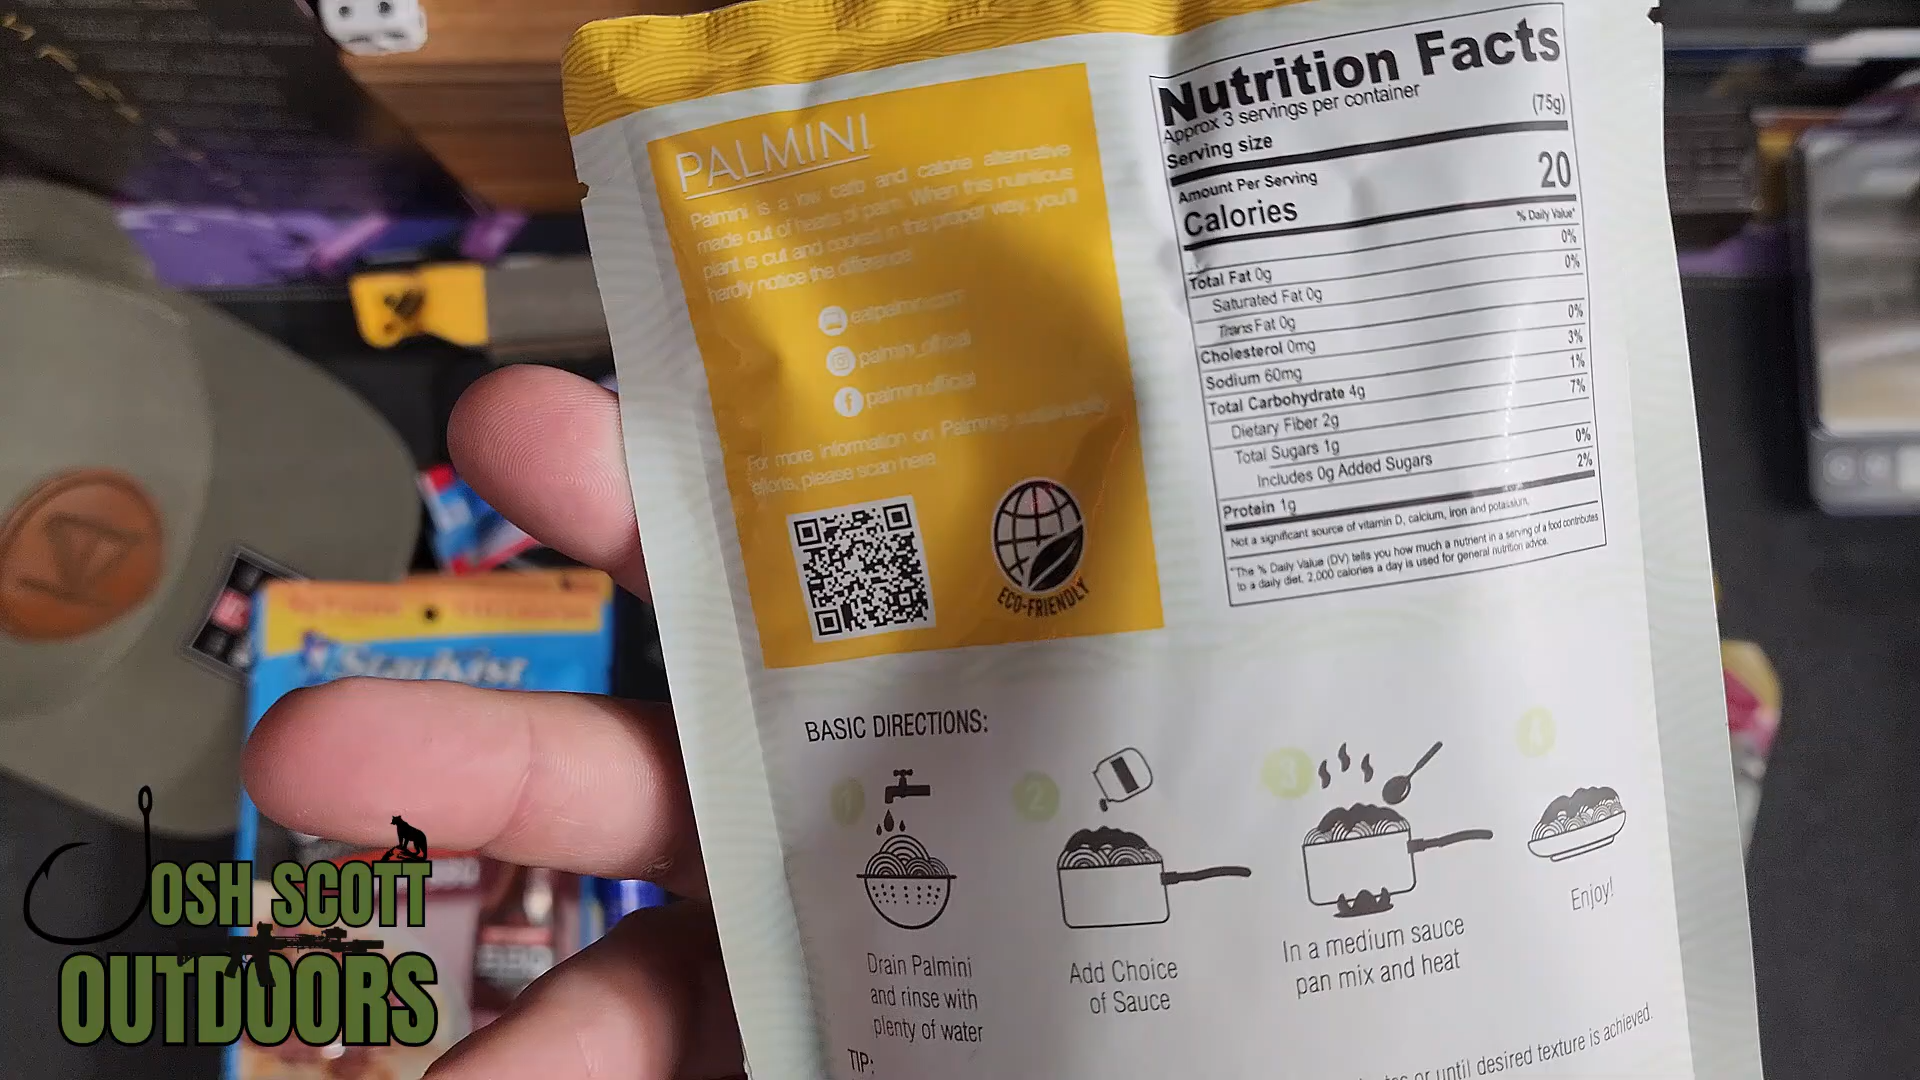 PALMINI
Palmini is a low carb and calorie alternative
made out of hearts of palm. When this nutritious
plant is cut and cooked in the proper way, you'll
hardly notice the difference
eatpalmini.com
palmini_official
palmini.official
For more information on Palmini's sustainability
efforts, please scan here
ECO-FRIENDLY
Nutrition Facts
Approx 3 servings per container
Serving size (75g)
Amount Per Serving
Calories 20
% Daily Value*
Total Fat 0g 0%
Saturated Fat 0g 0%
Trans Fat 0g
Cholesterol 0mg 0%
Sodium 60mg 3%
Total Carbohydrate 4g 1%
Dietary Fiber 2g 7%
Total Sugars 1g
Includes 0g Added Sugars 0%
Protein 1g 2%
Not a significant source of vitamin D, calcium, iron and potassium.
*The % Daily Value (DV) tells you how much a nutrient in a serving of a food contributes
to a daily diet. 2,000 calories a day is used for general nutrition advice.
BASIC DIRECTIONS:
1
2
3
4
Drain Palmini
and rinse with
plenty of water
Add Choice
of Sauce
In a medium sauce
pan mix and heat
Enjoy!
TIP:
or until desired texture is achieved.
StarKist
JOSH SCOTT
OUTDOORS